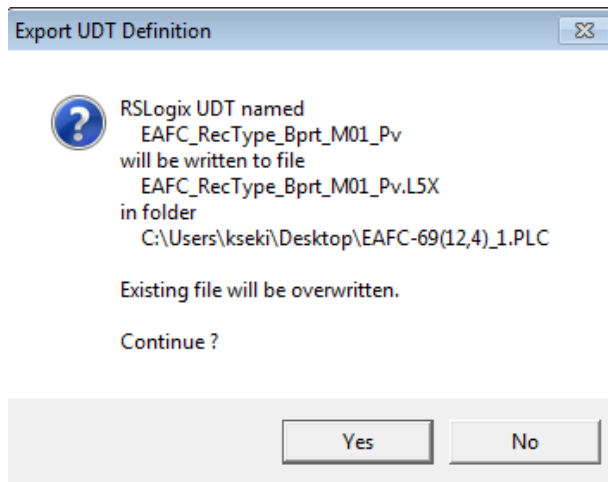 Export UDT Definition
RSLogix UDT named
EAFC_RecType_Bprt_M01_Pv
will be written to file
EAFC_RecType_Bprt_M01_Pv.L5X
in folder
C:\Users\kseki\Desktop\EAFC-69(12,4)_1.PLC
Existing file will be overwritten.
Continue ?
Yes
No